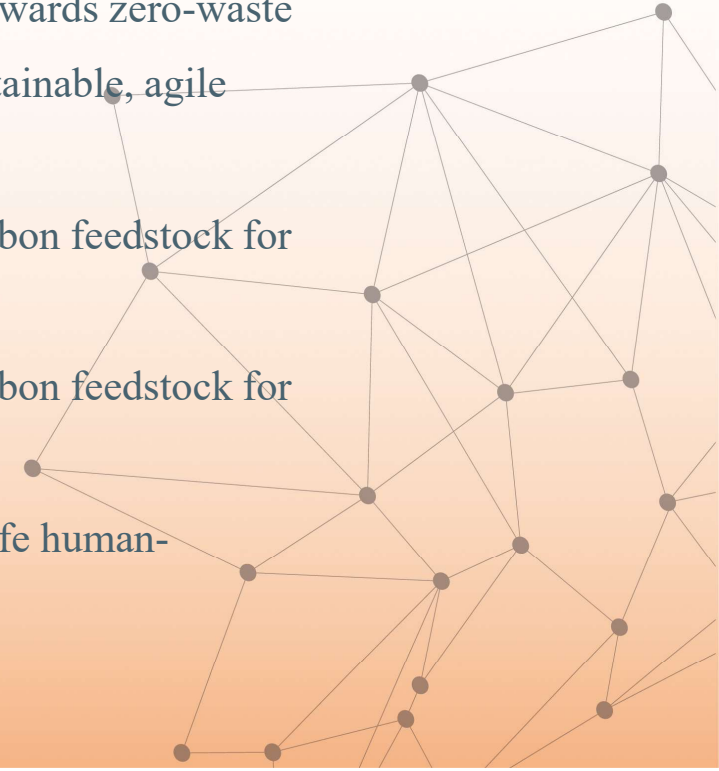 wards zero-waste
tainable, agile
bon feedstock for
bon feedstock for
fe human-